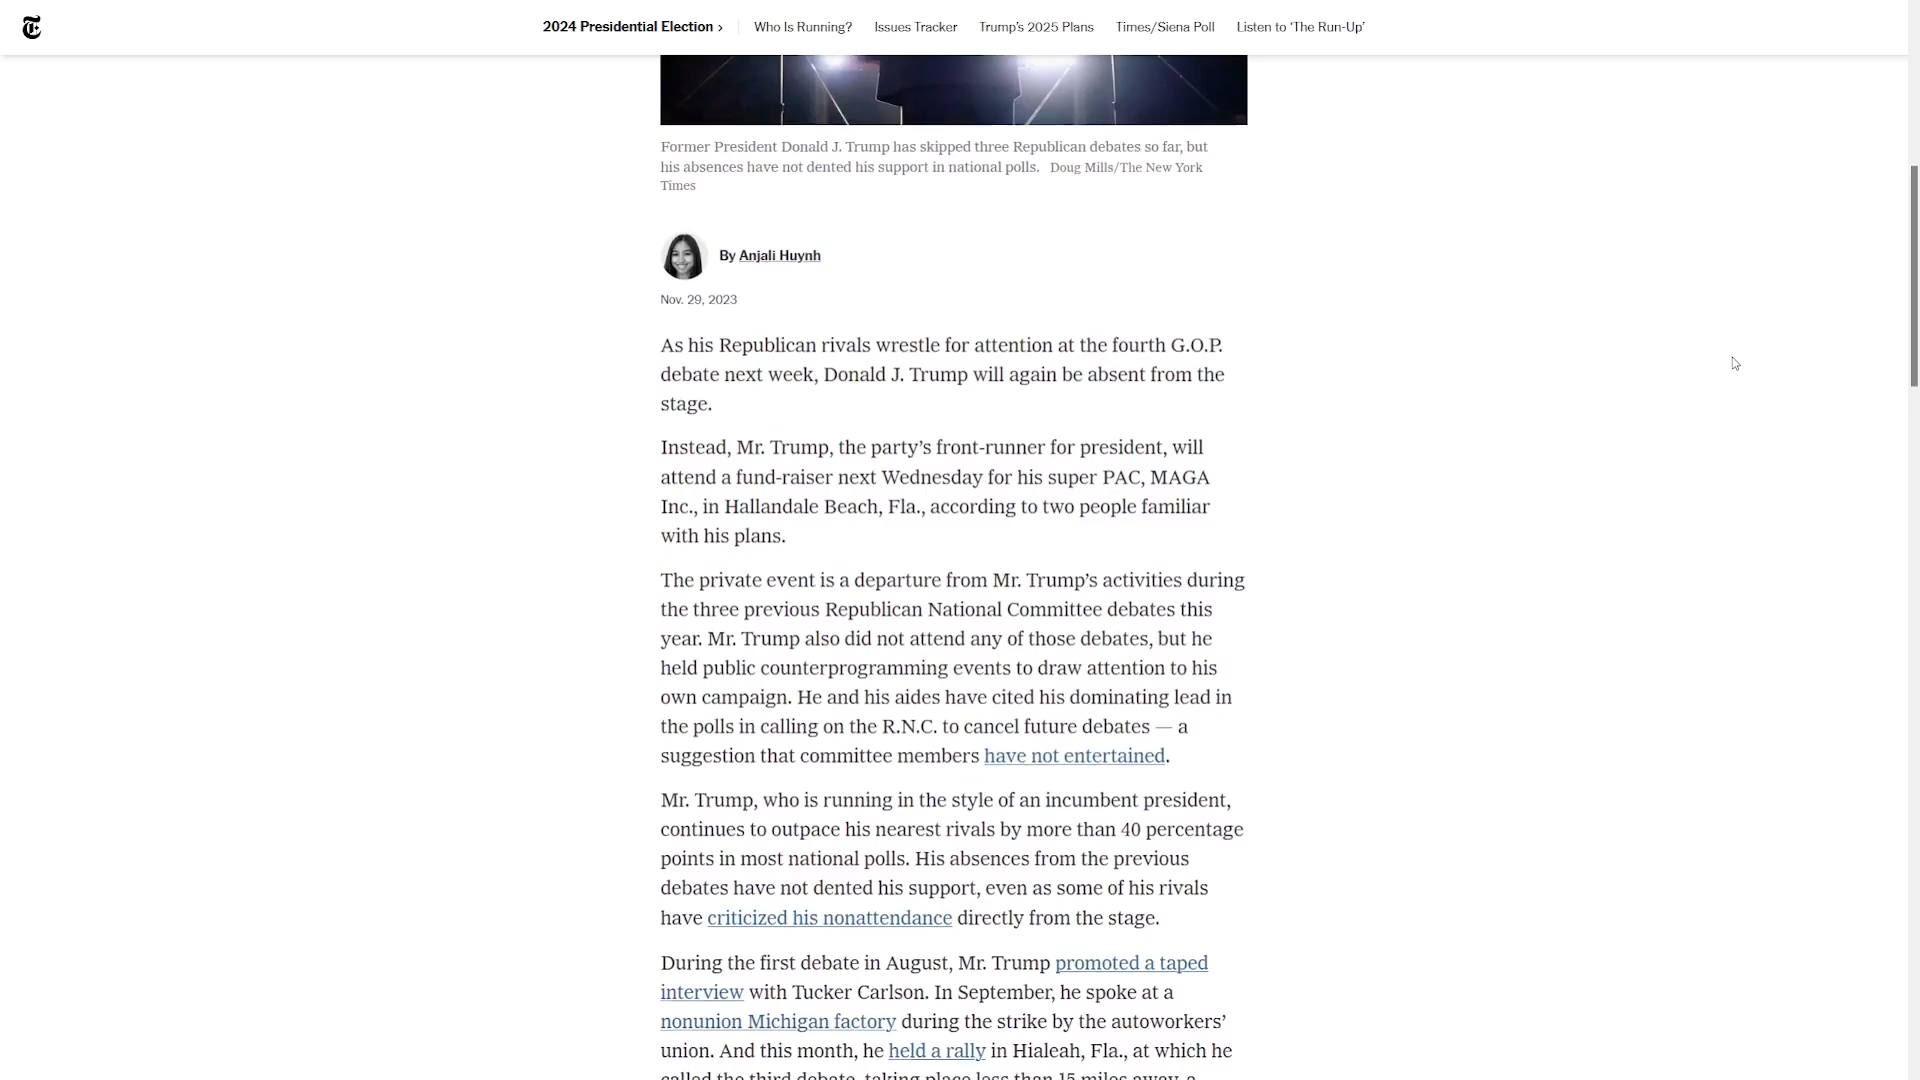 2024 Presidential Election › Who Is Running? Issues Tracker Trump’s 2025 Plans Times/Siena Poll Listen to ‘The Run-Up’
Former President Donald J. Trump has skipped three Republican debates so far, but
his absences have not dented his support in national polls. Doug Mills/The New York
Times
By Anjali Huynh
Nov. 29, 2023
As his Republican rivals wrestle for attention at the fourth G.O.P.
debate next week, Donald J. Trump will again be absent from the
stage.
Instead, Mr. Trump, the party’s front-runner for president, will
attend a fund-raiser next Wednesday for his super PAC, MAGA
Inc., in Hallandale Beach, Fla., according to two people familiar
with his plans.
The private event is a departure from Mr. Trump’s activities during
the three previous Republican National Committee debates this
year. Mr. Trump also did not attend any of those debates, but he
held public counterprogramming events to draw attention to his
own campaign. He and his aides have cited his dominating lead in
the polls in calling on the R.N.C. to cancel future debates — a
suggestion that committee members have not entertained.
Mr. Trump, who is running in the style of an incumbent president,
continues to outpace his nearest rivals by more than 40 percentage
points in most national polls. His absences from the previous
debates have not dented his support, even as some of his rivals
have criticized his nonattendance directly from the stage.
During the first debate in August, Mr. Trump promoted a taped
interview with Tucker Carlson. In September, he spoke at a
nonunion Michigan factory during the strike by the autoworkers’
union. And this month, he held a rally in Hialeah, Fla., at which he
called the third debate, taking place less than 15 miles away, a